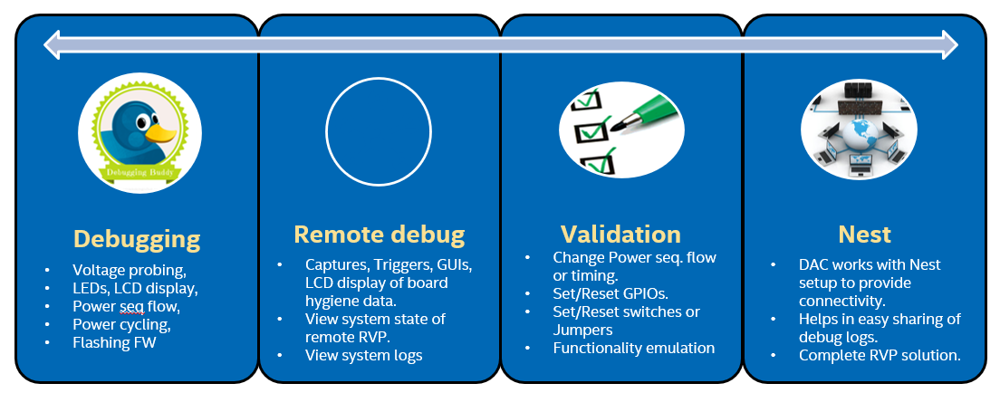 Debugging Buddy
Debugging
• Voltage probing,
• LEDs, LCD display,
• Power seq flow,
• Power cycling,
• Flashing FW
Remote debug
• Captures, Triggers, GUIs,
LCD display of board
hygiene data.
• View system state of
remote RVP.
• View system logs
Validation
• Change Power seq. flow
or timing.
• Set/Reset GPIOs.
• Set/Reset switches or
Jumpers
• Functionality emulation
Nest
• DAC works with Nest
setup to provide
connectivity.
• Helps in easy sharing of
debug logs.
• Complete RVP solution.